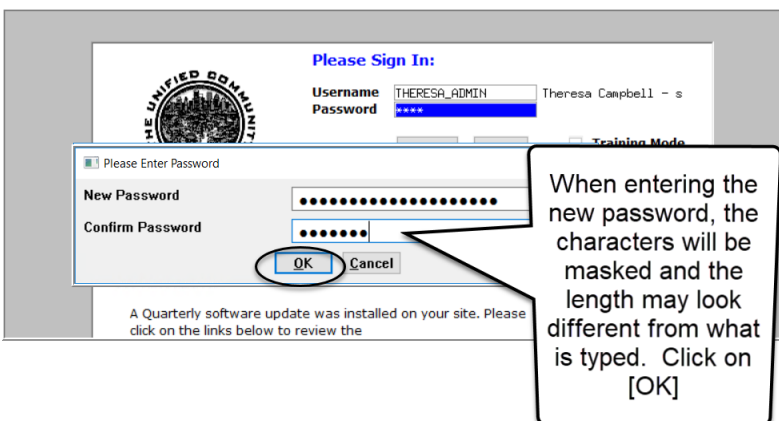 Please Sign In:
THE UNIFIED COMMUNITY
Username THERESA_ADMIN Theresa Campbell - s
Password ****
Training Mode
Please Enter Password
New Password ●●●●●●●●●●●●●●●●●●●●
Confirm Password ●●●●●●●
OK Cancel
A Quarterly software update was installed on your site. Please
click on the links below to review the
When entering the
new password, the
characters will be
masked and the
length may look
different from what
is typed. Click on
[OK]